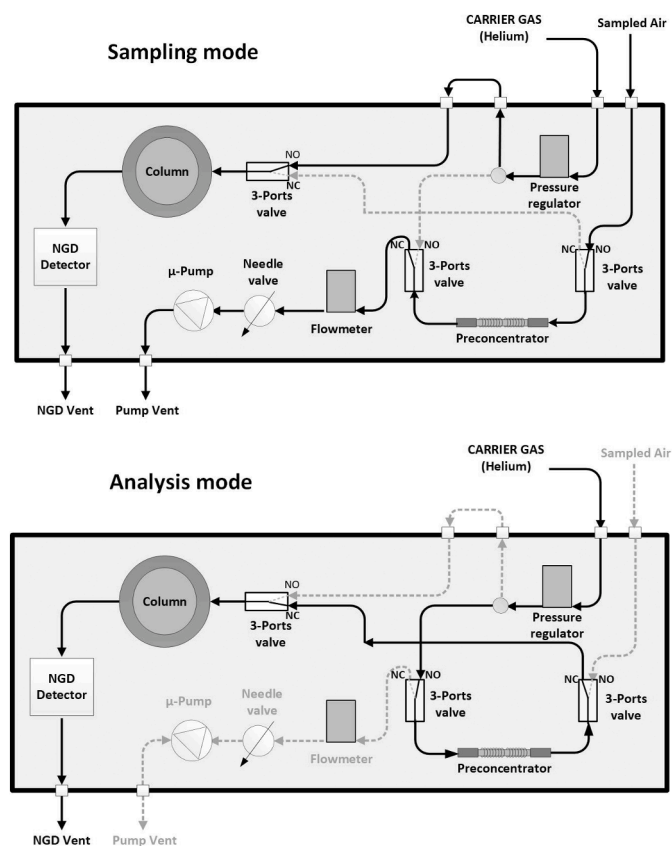 CARRIER GAS
(Helium)
Sampled Air
Sampling mode
Column
NO
NC
3-Ports
valve
Pressure
regulator
NGD
Detector
μ-Pump
Needle
valve
NC
NO
3-Ports
valve
NC
NO
3-Ports
valve
Flowmeter
Preconcentrator
NGD Vent
Pump Vent
CARRIER GAS
(Helium)
Sampled Air
Analysis mode
Column
NO
NC
3-Ports
valve
Pressure
regulator
NGD
Detector
μ-Pump
Needle
valve
NC
NO
3-Ports
valve
NC
NO
3-Ports
valve
Flowmeter
Preconcentrator
NGD Vent
Pump Vent